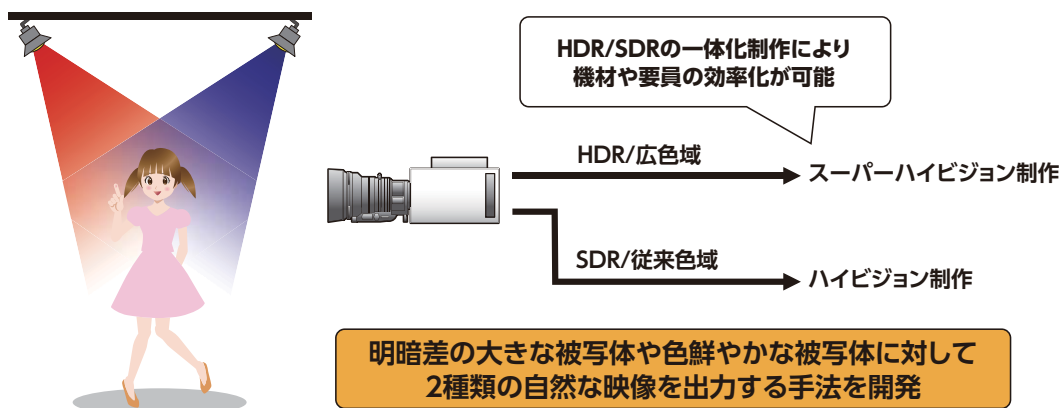 HDR/SDRの一体化制作により
機材や要員の効率化が可能
HDR/広色域
スーパーハイビジョン制作
SDR/従来色域
ハイビジョン制作
明暗差の大きな被写体や色鮮やかな被写体に対して
2種類の自然な映像を出力する手法を開発